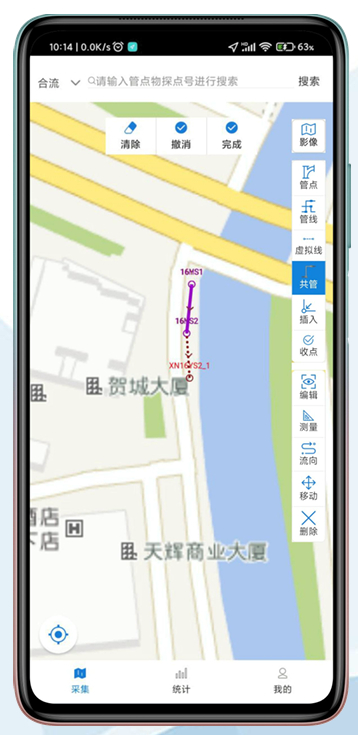 10:14 | 0.0K/s
63%
合流
请输入管点物探点号进行搜索
搜索
清除
撤消
完成
影像
管点
管线
虚拟线
共管
插入
收点
编辑
测量
流向
移动
删除
16WS1
16WS2
XN16YS2_1
贺城大厦
酒店
下店
H
天辉商业大厦
采集
统计
我的